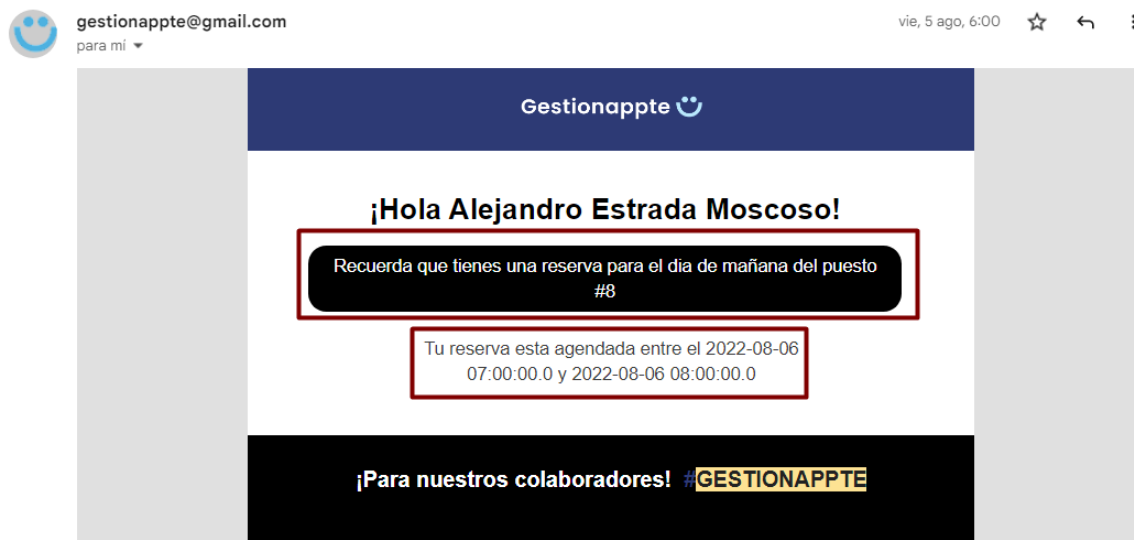 gestionappte@gmail.com
vie, 5 ago, 6:00
para mí
Gestionappte
¡Hola Alejandro Estrada Moscoso!
Recuerda que tienes una reserva para el dia de mañana del puesto
#8
Tu reserva esta agendada entre el 2022-08-06
07:00:00.0 y 2022-08-06 08:00:00.0
¡Para nuestros colaboradores! #GESTIONAPPTE